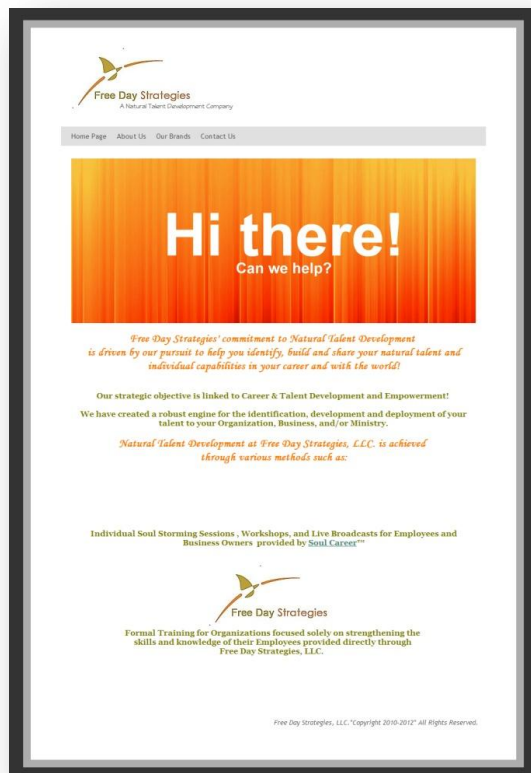 Free Day Strategies
A Natural Talent Development Company
Home Page About Us Our Brands Contact Us
Hi there!
Can we help?
Free Day Strategies' commitment to Natural Talent Development
is driven by our pursuit to help you identify, build and share your natural talent and
individual capabilities in your career and with the world!
Our strategic objective is linked to Career & Talent Development and Empowerment!
We have created a robust engine for the identification, development and deployment of your
talent to your Organization, Business, and/or Ministry.
Natural Talent Development at Free Day Strategies, LLC. is achieved
through various methods such as:
Individual Soul Storming Sessions , Workshops, and Live Broadcasts for Employees and
Business Owners provided by Soul Career™
Free Day Strategies
Formal Training for Organizations focused solely on strengthening the
skills and knowledge of their Employees provided directly through
Free Day Strategies, LLC.
Free Day Strategies, LLC."Copyright 2010-2012" All Rights Reserved.